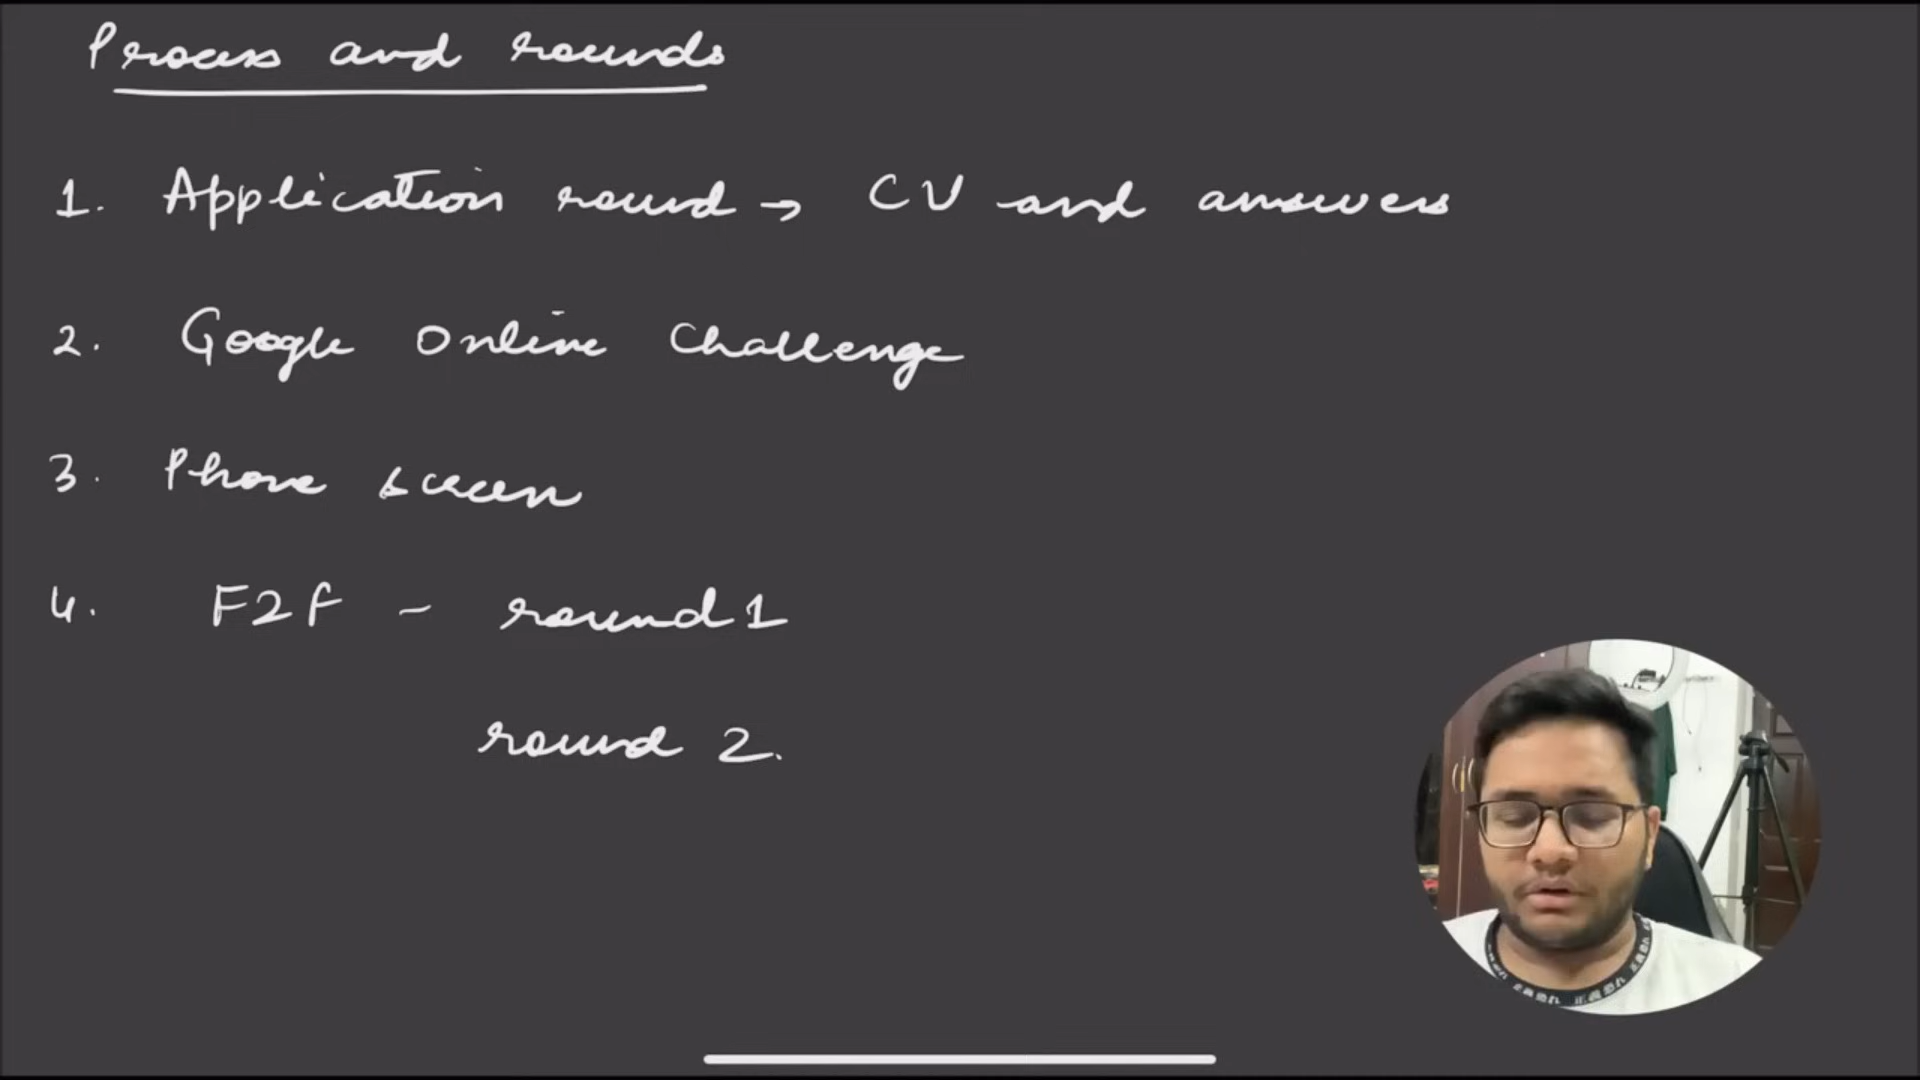 Process and rounds
1. Application round → CV and answers
2. Google Online Challenge
3. Phone screen
4. F2F - round 1
round 2.